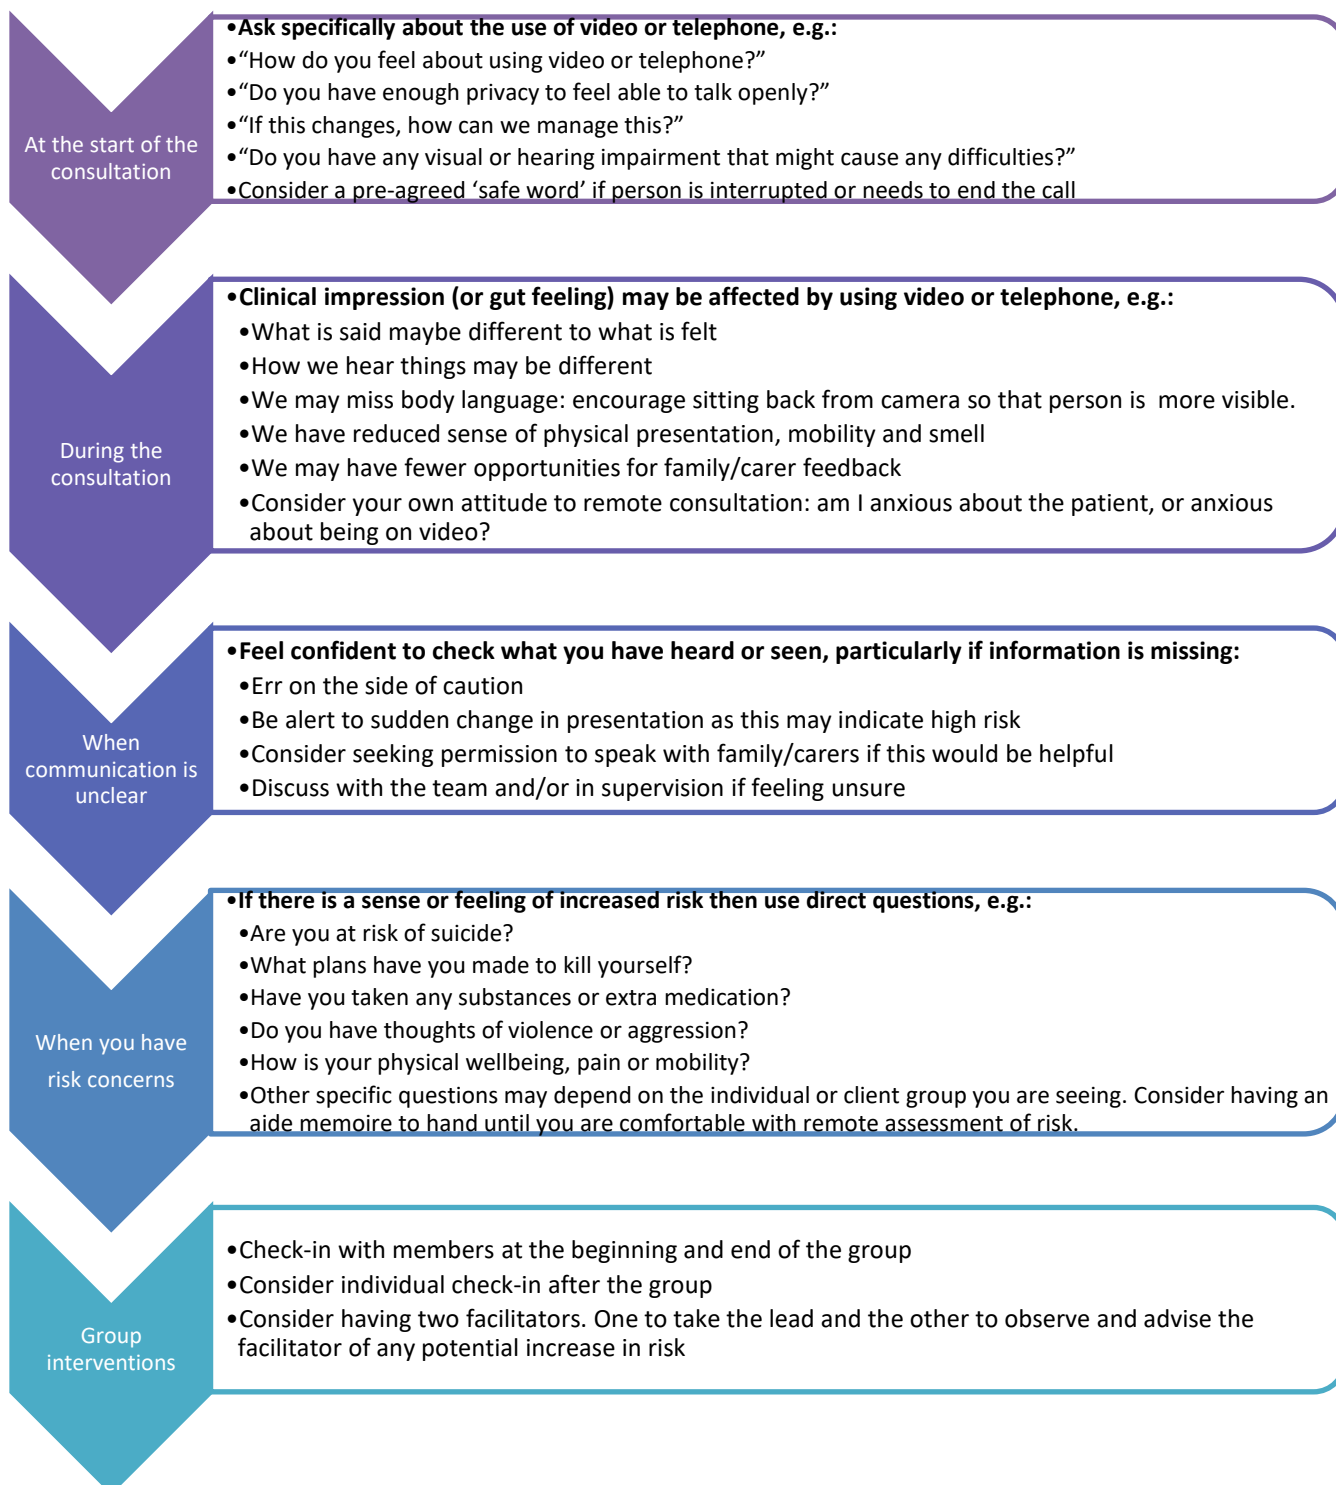 At the start of the
consultation
•Ask specifically about the use of video or telephone, e.g.:
•“How do you feel about using video or telephone?”
•“Do you have enough privacy to feel able to talk openly?”
•“If this changes, how can we manage this?”
•“Do you have any visual or hearing impairment that might cause any difficulties?”
•Consider a pre-agreed ‘safe word’ if person is interrupted or needs to end the call
During the
consultation
•Clinical impression (or gut feeling) may be affected by using video or telephone, e.g.:
•What is said maybe different to what is felt
•How we hear things may be different
•We may miss body language: encourage sitting back from camera so that person is  more visible.
•We have reduced sense of physical presentation, mobility and smell
•We may have fewer opportunities for family/carer feedback
•Consider your own attitude to remote consultation: am I anxious about the patient, or anxious
about being on video?
When
communication is
unclear
•Feel confident to check what you have heard or seen, particularly if information is missing:
•Err on the side of caution
•Be alert to sudden change in presentation as this may indicate high risk
•Consider seeking permission to speak with family/carers if this would be helpful
•Discuss with the team and/or in supervision if feeling unsure
When you have
risk concerns
•If there is a sense or feeling of increased risk then use direct questions, e.g.:
•Are you at risk of suicide?
•What plans have you made to kill yourself?
•Have you taken any substances or extra medication?
•Do you have thoughts of violence or aggression?
•How is your physical wellbeing, pain or mobility?
•Other specific questions may depend on the individual or client group you are seeing. Consider having an
aide memoire to hand until you are comfortable with remote assessment of risk.
Group
interventions
•Check-in with members at the beginning and end of the group
•Consider individual check-in after the group
•Consider having two facilitators. One to take the lead and the other to observe and advise the
facilitator of any potential increase in risk